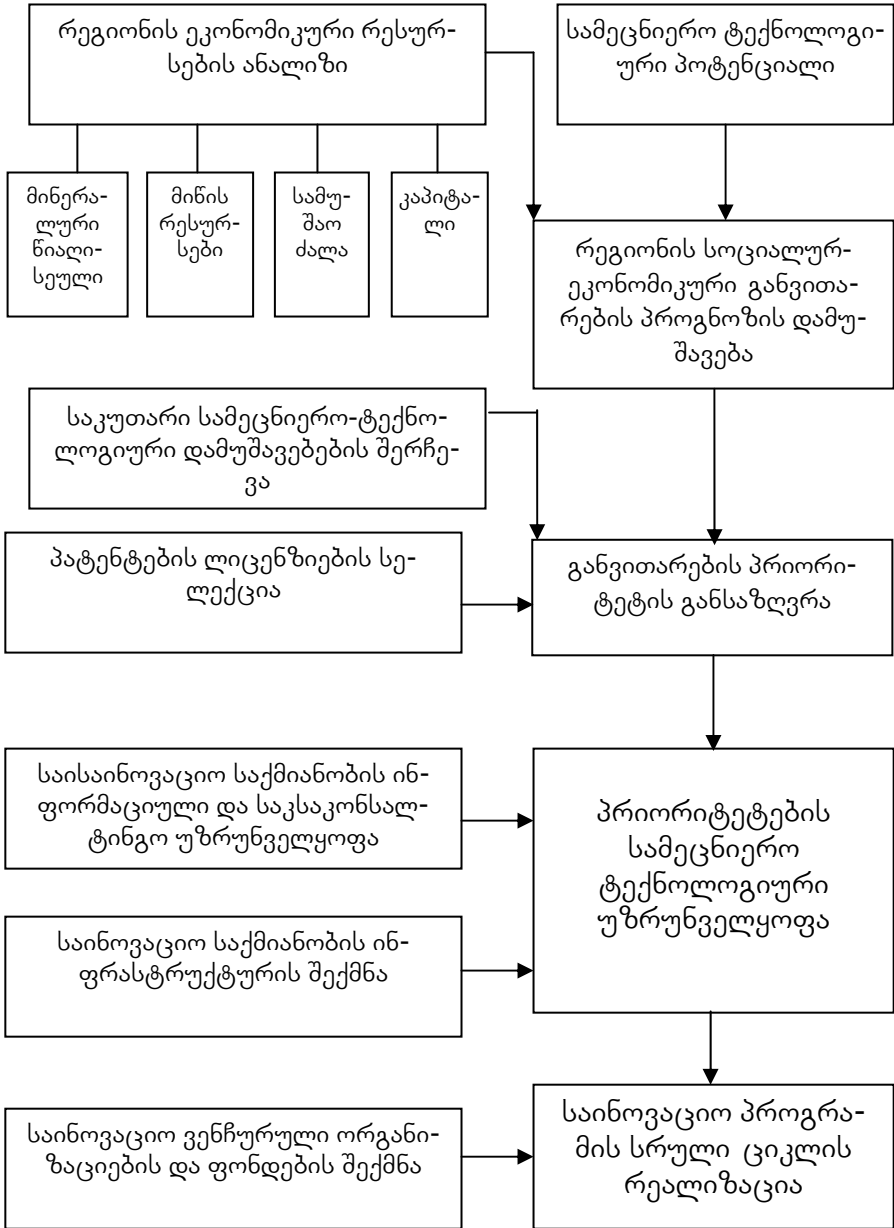 რეგიონის ეკონომიკური რესურ-
სების ანალიზი
სამეცნიერო ტექნოლოგი-
ური პოტენციალი
მინერა-
ლური
წიაღი-
სეული
მიწის
რესურ-
სები
სამუ-
შაო
ძალა
კაპიტა-
ლი
რეგიონის სოციალურ-
ეკონომიკური განვითა-
რების პროგნოზის დამუ-
შავება
საკუთარი სამეცნიერო-ტექნო-
ლოგიური დამუშავებების შერჩე-
ვა
პატენტების ლიცენზიების სე-
ლექცია
განვითარების პრიორი-
ტეტის განსაზღვრა
საისაინოვაციო საქმიანობის ინ-
ფორმაციული და საკსაკონსალ-
ტინგო უზრუნველყოფა
პრიორიტეტების
სამეცნიერო
ტექნოლოგიური
უზრუნველყოფა
საინოვაციო საქმიანობის ინ-
ფრასტრუქტურის შექმნა
საინოვაციო ვენჩურული ორგანი-
ზაციების და ფონდების შექმნა
საინოვაციო პროგრა-
მის სრული ციკლის
რეალიზაცია